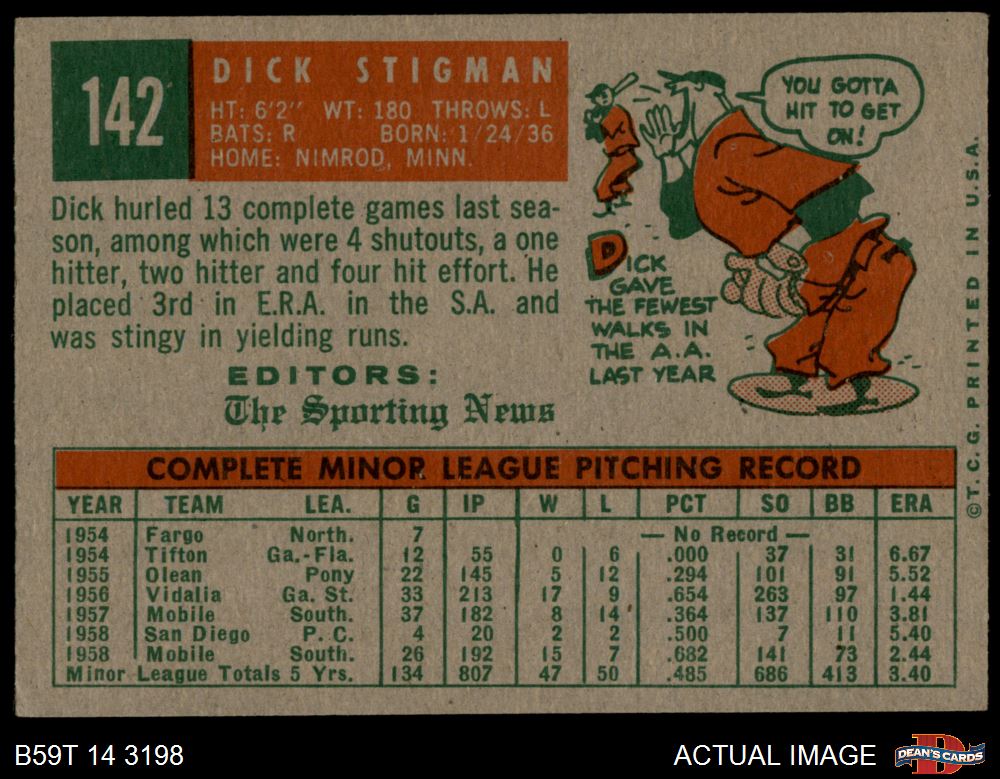 142
DICK STIGMAN
HT: 6'2" WT: 180 THROWS: L
BATS: R BORN: 1/24/36
HOME: NIMROD, MINN.
Dick hurled 13 complete games last sea-
son, among which were 4 shutouts, a one
hitter, two hitter and four hit effort. He
placed 3rd in E.R.A. in the S.A. and
was stingy in yielding runs.
EDITORS:
The Sporting News
YOU GOTTA
HIT TO GET
ON!
DICK
GAVE
THE FEWEST
WALKS IN
THE A.A.
LAST YEAR
©T. C. G. PRINTED IN U.S.A.
COMPLETE MINOR LEAGUE PITCHING RECORD
YEAR TEAM LEA. G IP W L PCT SO BB ERA
1954 Fargo North. 7 — No Record —
1954 Tifton Ga.-Fla. 12 55 0 6 .000 37 31 6.67
1955 Olean Pony 22 145 5 12 .294 101 91 5.52
1956 Vidalia Ga. St. 33 213 17 9 .654 263 97 1.44
1957 Mobile South. 37 182 8 14 .364 137 110 3.81
1958 San Diego P. C. 4 20 2 2 .500 7 11 5.40
1958 Mobile South. 26 192 15 7 .682 141 73 2.44
Minor League Totals 5 Yrs. 134 807 47 50 .485 686 413 3.40
B59T 14 3198
ACTUAL IMAGE
D
DEAN'S CARDS